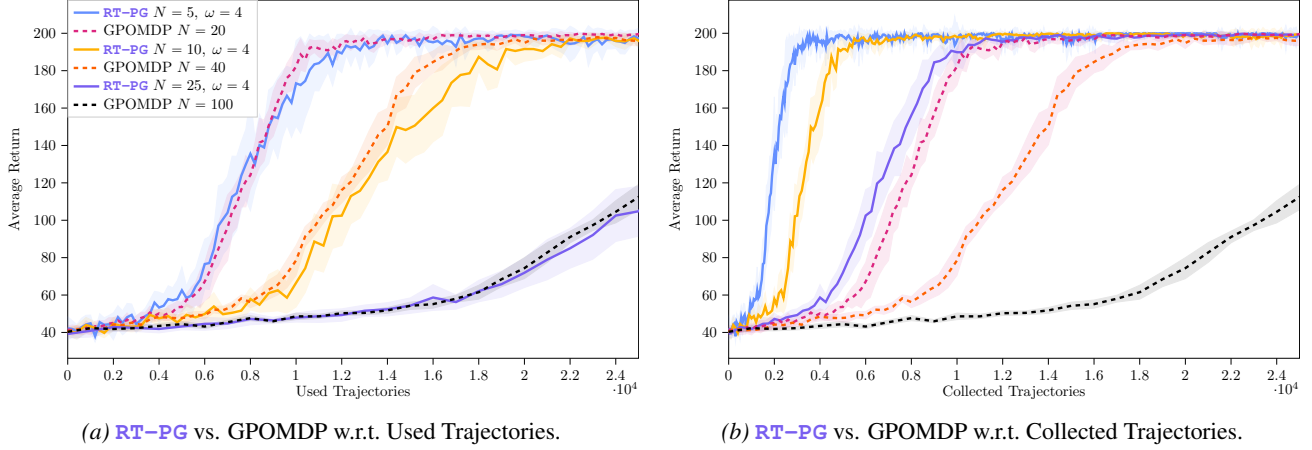 RT-PG N = 5, ω = 4
GPOMDP N = 20
RT-PG N = 10, ω = 4
GPOMDP N = 40
RT-PG N = 25, ω = 4
GPOMDP N = 100
Average Return
200
180
160
140
120
100
80
60
40
0 0.2 0.4 0.6 0.8 1 1.2 1.4 1.6 1.8 2 2.2 2.4
Used Trajectories
·10⁴
(a) RT-PG vs. GPOMDP w.r.t. Used Trajectories.
Average Return
200
180
160
140
120
100
80
60
40
0 0.2 0.4 0.6 0.8 1 1.2 1.4 1.6 1.8 2 2.2 2.4
Collected Trajectories
·10⁴
(b) RT-PG vs. GPOMDP w.r.t. Collected Trajectories.